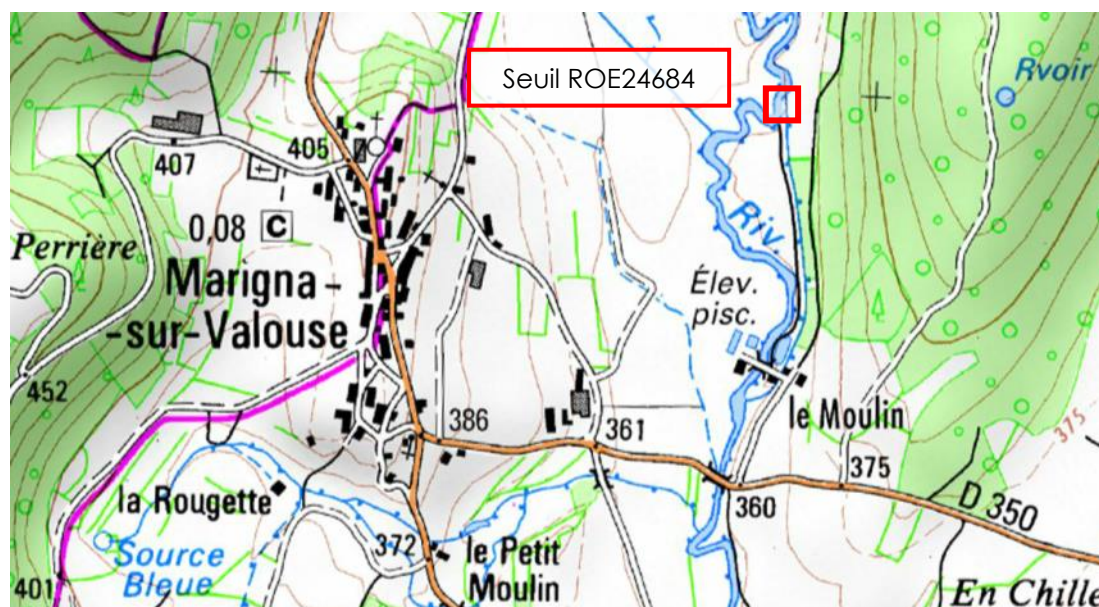 Seuil ROE24684
Rvoir
407
405
0,08 C
Perrière
Marigna-
-sur-Valouse
Riv
Élev.
pisc.
452
386
361
le Moulin
375
375
360
D 350
la Rougette
Source
Bleue
372
le Petit
Moulin
401
En Chille